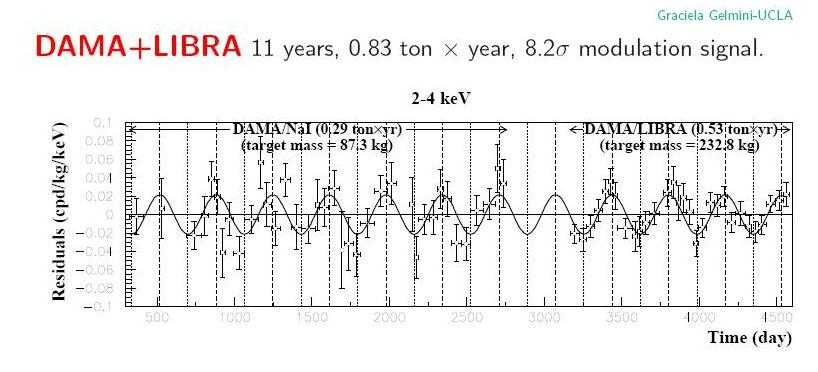 Graciela Gelmini-UCLA
DAMA+LIBRA 11 years, 0.83 ton × year, 8.2σ modulation signal.
2-4 keV
Residuals (cpd/kg/keV)
DAMA/NaI (0.29 ton×yr)
(target mass = 87.3 kg)
DAMA/LIBRA (0.53 ton×yr)
(target mass = 232.8 kg)
0.1
0.08
0.06
0.04
0.02
0
−0.02
−0.04
−0.06
−0.08
−0.1
500 1000 1500 2000 2500 3000 3500 4000 4500
Time (day)